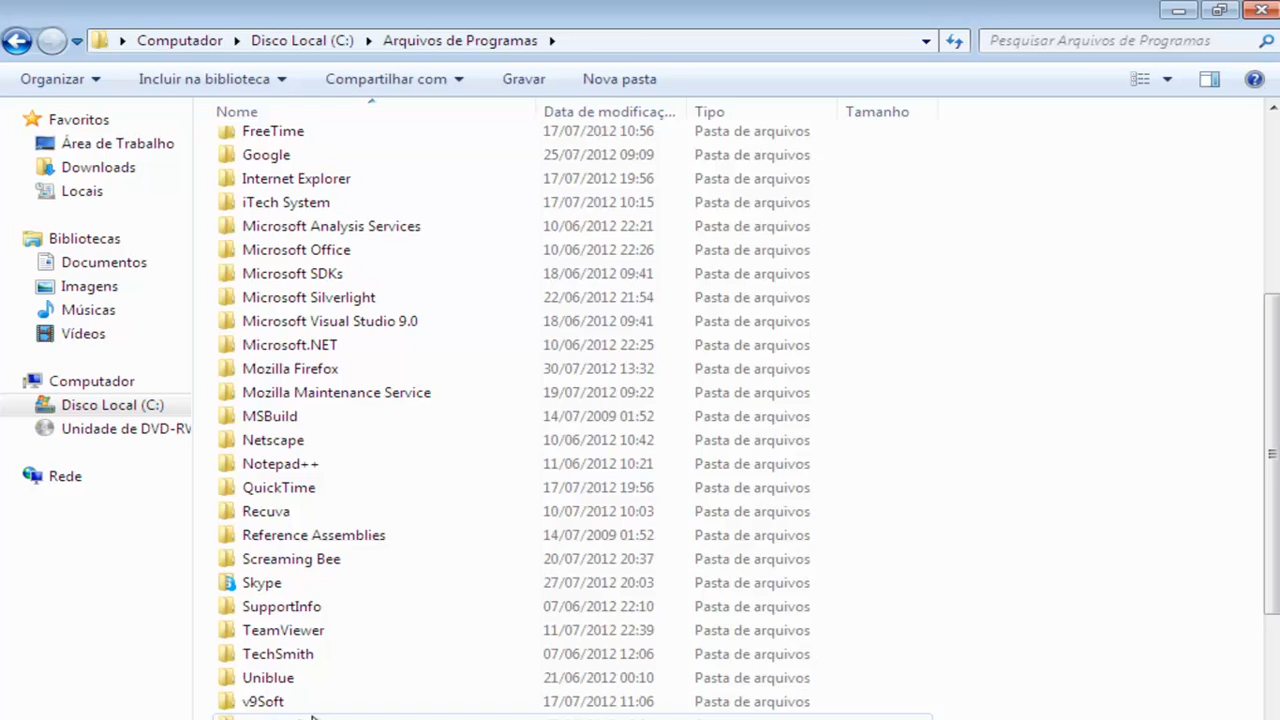 Computador Disco Local (C:) Arquivos de Programas Pesquisar Arquivos de Programas
Organizar Incluir na biblioteca Compartilhar com Gravar Nova pasta
Favoritos
Área de Trabalho
Downloads
Locais
Bibliotecas
Documentos
Imagens
Músicas
Vídeos
Computador
Disco Local (C:)
Unidade de DVD-RW
Rede
Nome Data de modificaç... Tipo Tamanho
FreeTime 17/07/2012 10:56 Pasta de arquivos
Google 25/07/2012 09:09 Pasta de arquivos
Internet Explorer 17/07/2012 19:56 Pasta de arquivos
iTech System 17/07/2012 10:15 Pasta de arquivos
Microsoft Analysis Services 10/06/2012 22:21 Pasta de arquivos
Microsoft Office 10/06/2012 22:26 Pasta de arquivos
Microsoft SDKs 18/06/2012 09:41 Pasta de arquivos
Microsoft Silverlight 22/06/2012 21:54 Pasta de arquivos
Microsoft Visual Studio 9.0 18/06/2012 09:41 Pasta de arquivos
Microsoft.NET 10/06/2012 22:25 Pasta de arquivos
Mozilla Firefox 30/07/2012 13:32 Pasta de arquivos
Mozilla Maintenance Service 19/07/2012 09:22 Pasta de arquivos
MSBuild 14/07/2009 01:52 Pasta de arquivos
Netscape 10/06/2012 10:42 Pasta de arquivos
Notepad++ 11/06/2012 10:21 Pasta de arquivos
QuickTime 17/07/2012 19:56 Pasta de arquivos
Recuva 10/07/2012 10:03 Pasta de arquivos
Reference Assemblies 14/07/2009 01:52 Pasta de arquivos
Screaming Bee 20/07/2012 20:37 Pasta de arquivos
Skype 27/07/2012 20:03 Pasta de arquivos
SupportInfo 07/06/2012 22:10 Pasta de arquivos
TeamViewer 11/07/2012 22:39 Pasta de arquivos
TechSmith 07/06/2012 12:06 Pasta de arquivos
Uniblue 21/06/2012 00:10 Pasta de arquivos
v9Soft 17/07/2012 11:06 Pasta de arquivos